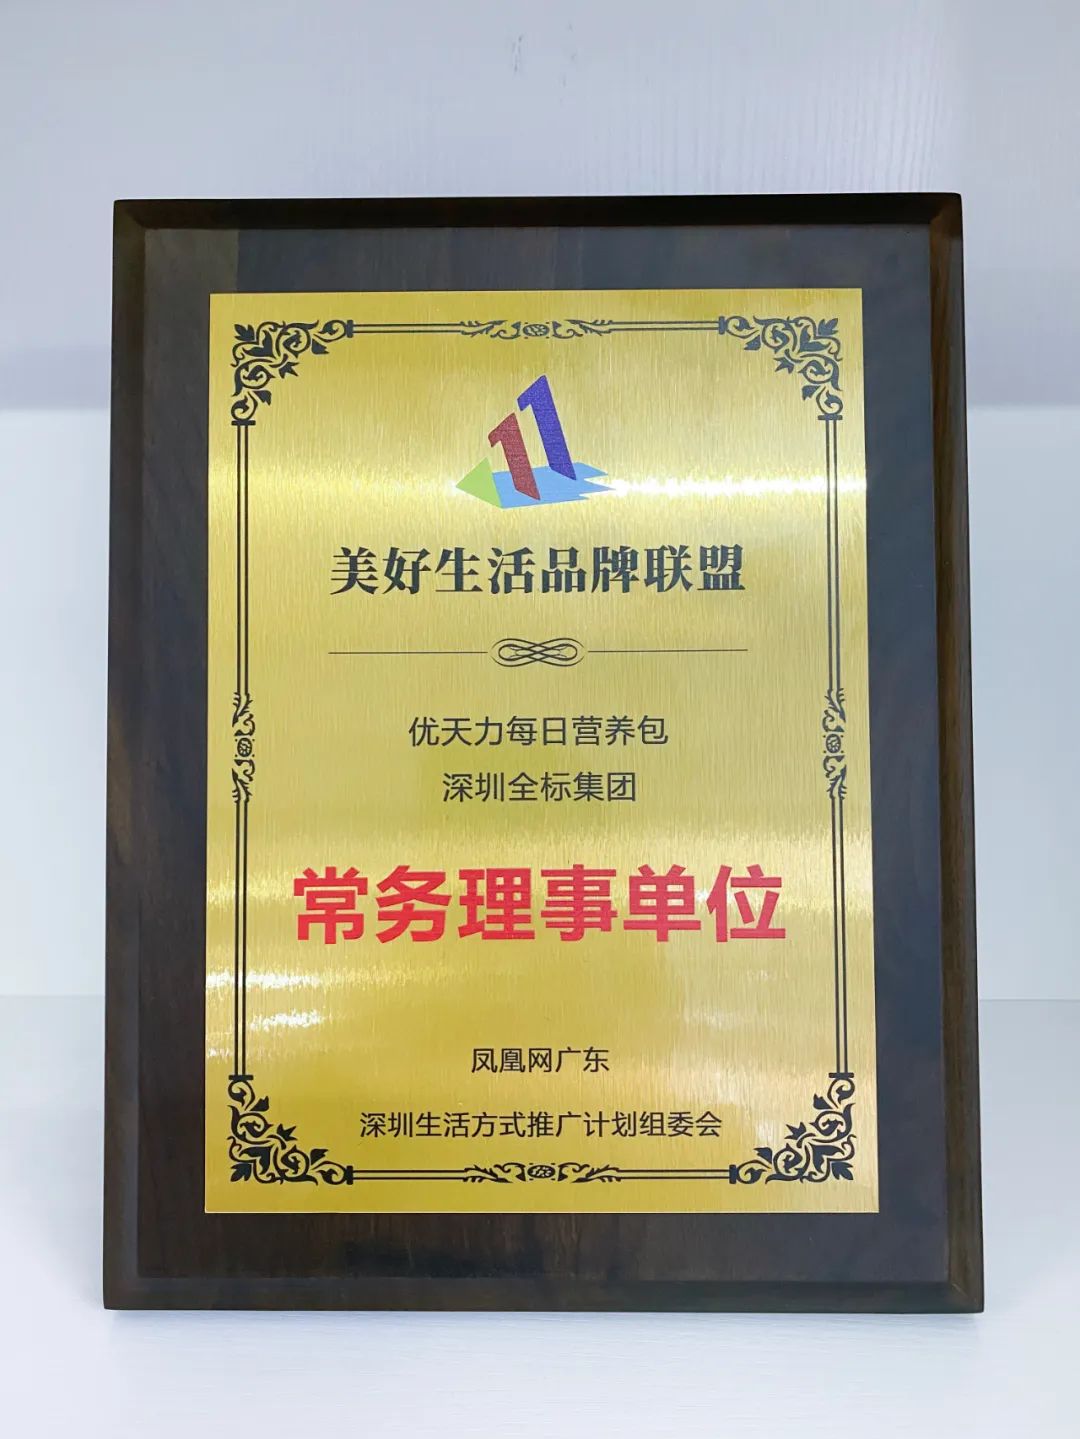 美好生活品牌联盟
优天力每日营养包
深圳全标集团
常务理事单位
凤凰网广东
深圳生活方式推广计划组委会